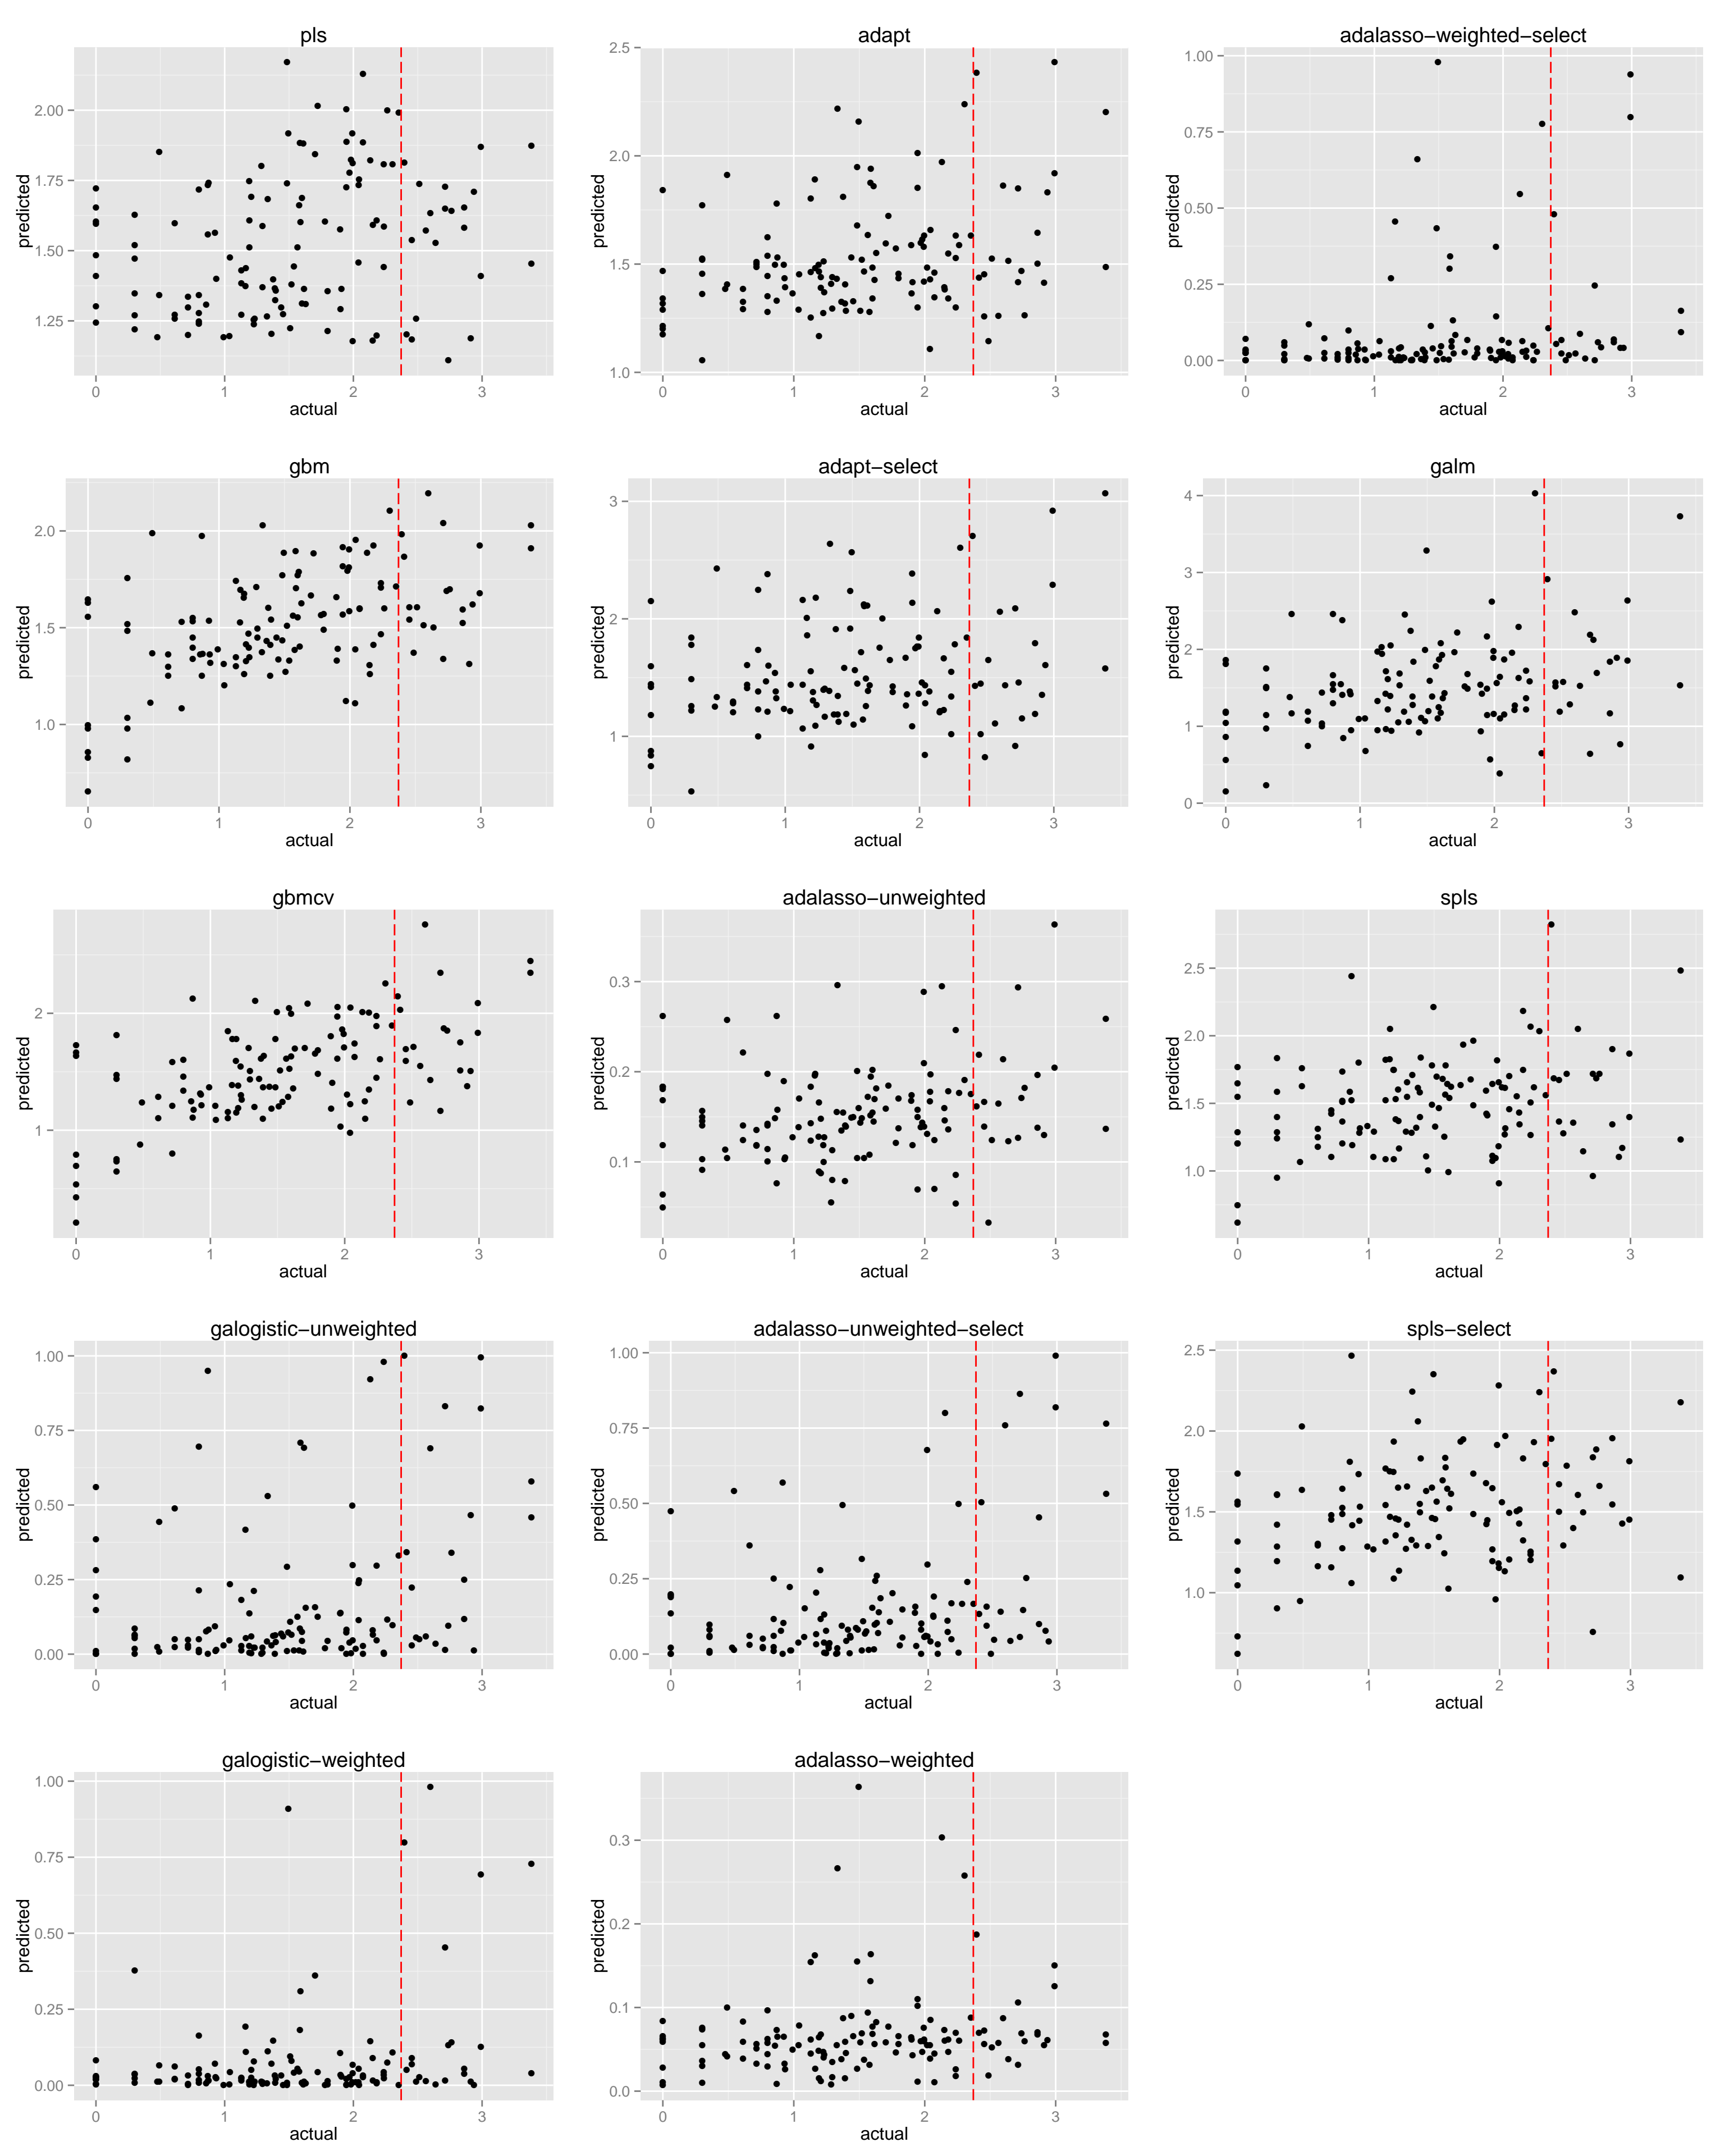 pls
predicted
2.00
1.75
1.50
1.25
0 1 2 3
actual
adapt
predicted
2.5
2.0
1.5
1.0
0 1 2 3
actual
adalasso−weighted−select
predicted
1.00
0.75
0.50
0.25
0.00
0 1 2 3
actual
gbm
predicted
2.0
1.5
1.0
0 1 2 3
actual
adapt−select
predicted
3
2
1
0 1 2 3
actual
galm
predicted
4
3
2
1
0
0 1 2 3
actual
gbmcv
predicted
2
1
0 1 2 3
actual
adalasso−unweighted
predicted
0.3
0.2
0.1
0 1 2 3
actual
spls
predicted
2.5
2.0
1.5
1.0
0 1 2 3
actual
galogistic−unweighted
predicted
1.00
0.75
0.50
0.25
0.00
0 1 2 3
actual
adalasso−unweighted−select
predicted
1.00
0.75
0.50
0.25
0.00
0 1 2 3
actual
spls−select
predicted
2.5
2.0
1.5
1.0
0 1 2 3
actual
galogistic−weighted
predicted
1.00
0.75
0.50
0.25
0.00
0 1 2 3
actual
adalasso−weighted
predicted
0.3
0.2
0.1
0.0
0 1 2 3
actual